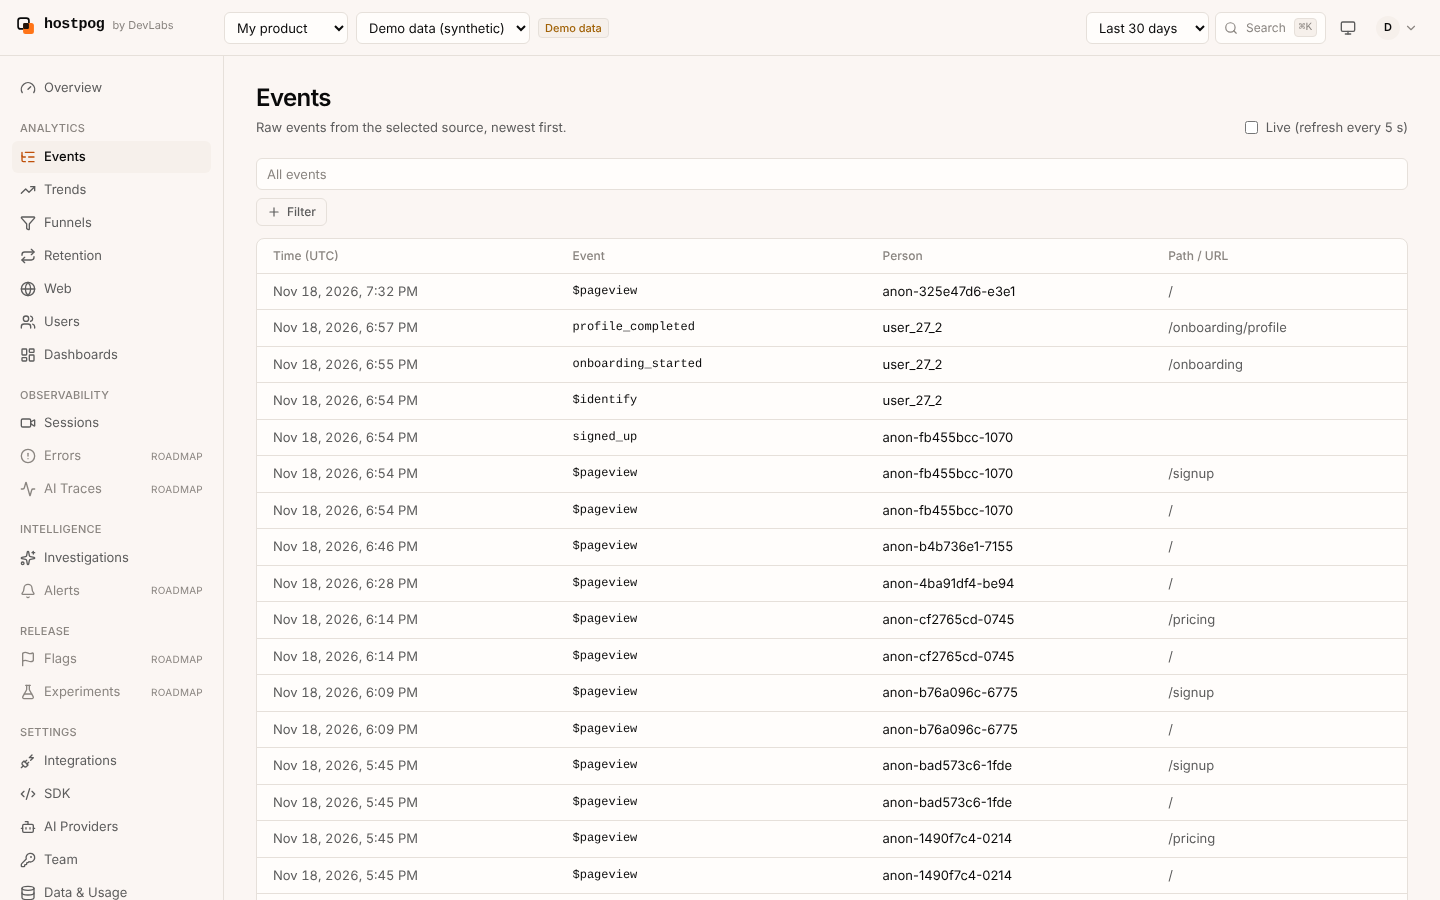 hostpog by DevLabs
My product
Demo data (synthetic)
Demo data
Last 30 days
Search ⌘K
D
Overview
ANALYTICS
Events
Trends
Funnels
Retention
Web
Users
Dashboards
OBSERVABILITY
Sessions
Errors ROADMAP
AI Traces ROADMAP
INTELLIGENCE
Investigations
Alerts ROADMAP
RELEASE
Flags ROADMAP
Experiments ROADMAP
SETTINGS
Integrations
SDK
AI Providers
Team
Data & Usage
Events
Raw events from the selected source, newest first.
Live (refresh every 5 s)
All events
Filter
Time (UTC) Event Person Path / URL
Nov 18, 2026, 7:32 PM $pageview anon-325e47d6-e3e1 /
Nov 18, 2026, 6:57 PM profile_completed user_27_2 /onboarding/profile
Nov 18, 2026, 6:55 PM onboarding_started user_27_2 /onboarding
Nov 18, 2026, 6:54 PM $identify user_27_2
Nov 18, 2026, 6:54 PM signed_up anon-fb455bcc-1070
Nov 18, 2026, 6:54 PM $pageview anon-fb455bcc-1070 /signup
Nov 18, 2026, 6:54 PM $pageview anon-fb455bcc-1070 /
Nov 18, 2026, 6:46 PM $pageview anon-b4b736e1-7155 /
Nov 18, 2026, 6:28 PM $pageview anon-4ba91df4-be94 /
Nov 18, 2026, 6:14 PM $pageview anon-cf2765cd-0745 /pricing
Nov 18, 2026, 6:14 PM $pageview anon-cf2765cd-0745 /
Nov 18, 2026, 6:09 PM $pageview anon-b76a096c-6775 /signup
Nov 18, 2026, 6:09 PM $pageview anon-b76a096c-6775 /
Nov 18, 2026, 5:45 PM $pageview anon-bad573c6-1fde /signup
Nov 18, 2026, 5:45 PM $pageview anon-bad573c6-1fde /
Nov 18, 2026, 5:45 PM $pageview anon-1490f7c4-0214 /pricing
Nov 18, 2026, 5:45 PM $pageview anon-1490f7c4-0214 /